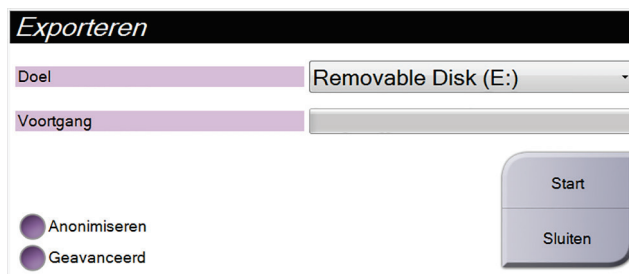 Exporteren
Doel
Removable Disk (E:)
Voortgang
Start
Anonimiseren
Sluiten
Geavanceerd